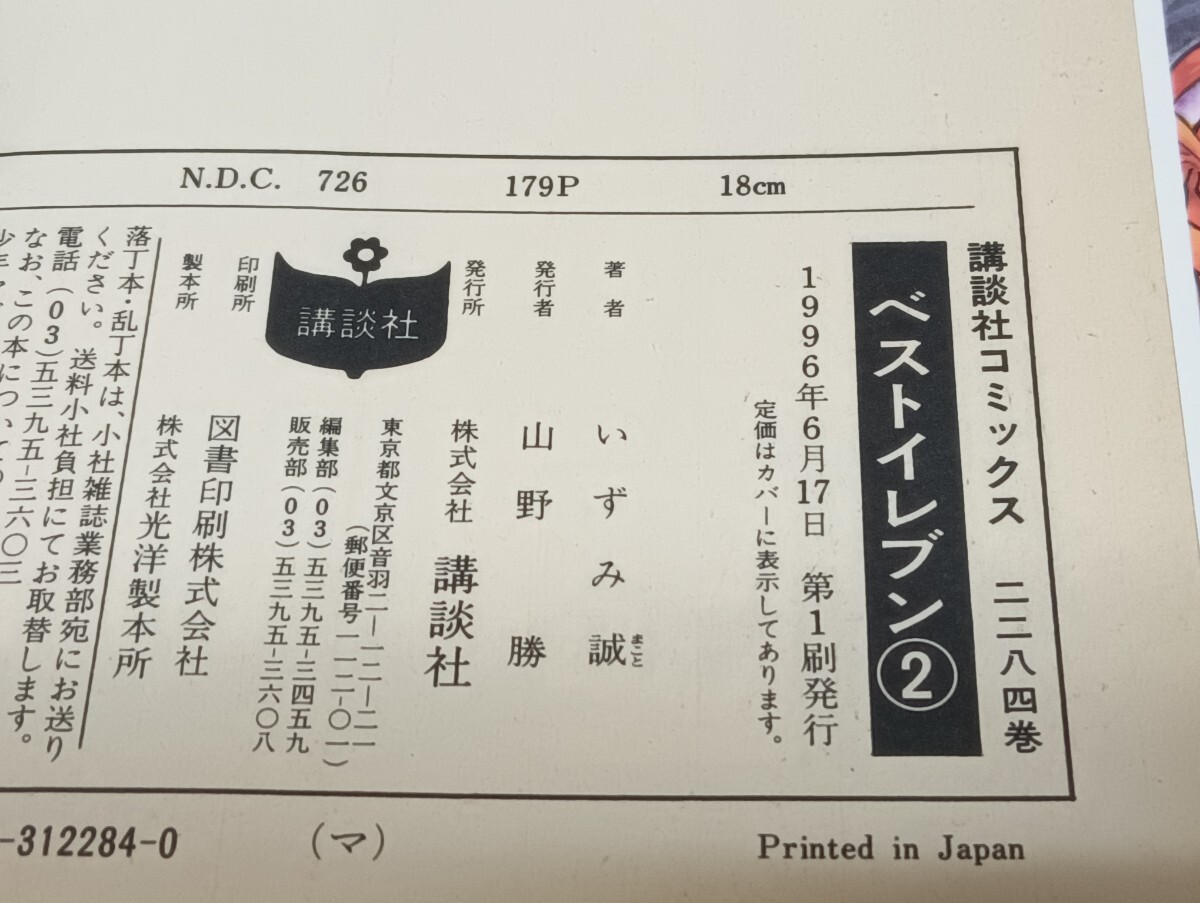 N.D.C. 726 179P 18cm
講談社コミックス 二二八四巻
ベストイレブン②
1996年6月17日 第1刷発行
定価はカバーに表示してあります。
著者 いずみ誠
まこと
発行者 山野勝
発行所 株式会社 講談社
東京都文京区音羽二−一二−二一
(郵便番号一一二−〇一)
編集部(03)五三九五−三四五九
販売部(03)五三九五−三六〇八
講談社
印刷所 図書印刷株式会社
製本所 株式会社光洋製本所
落丁本・乱丁本は、小社雑誌業務部宛にお送り
ください。送料小社負担にてお取替します。
電話(03)五三九五−三六〇三
なお、この本についての
-312284-0 (マ) Printed in Japan